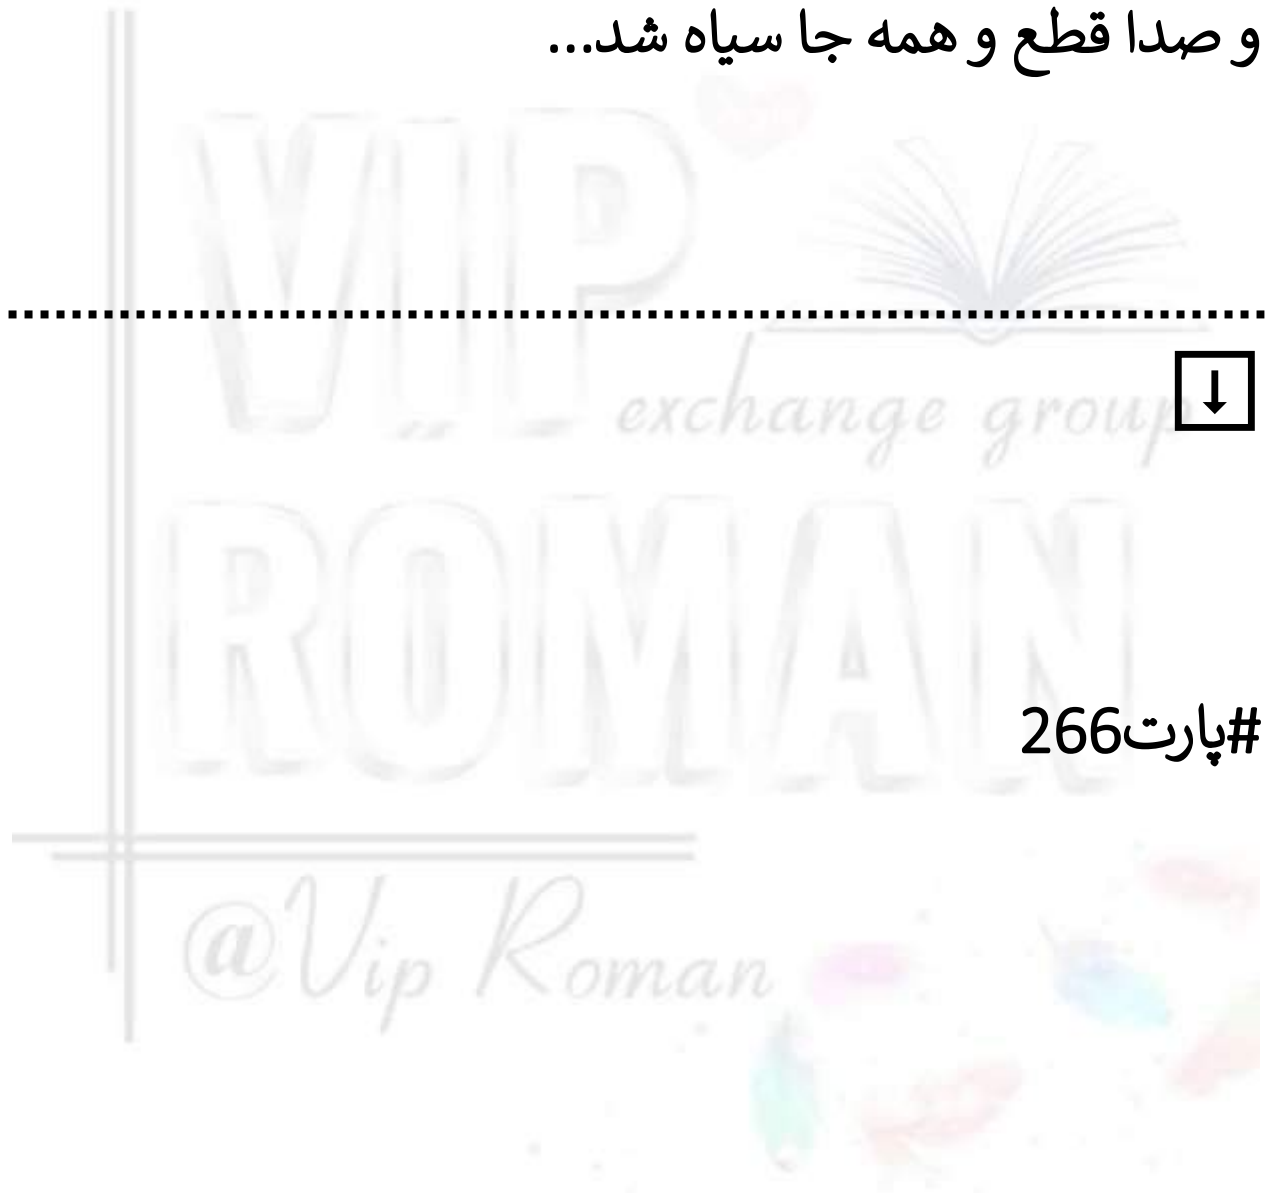 و صدا قطع و همه جا سیاه شد...
VIP
exchange group
↓
ROMAN
#پارت266
@Vip Roman